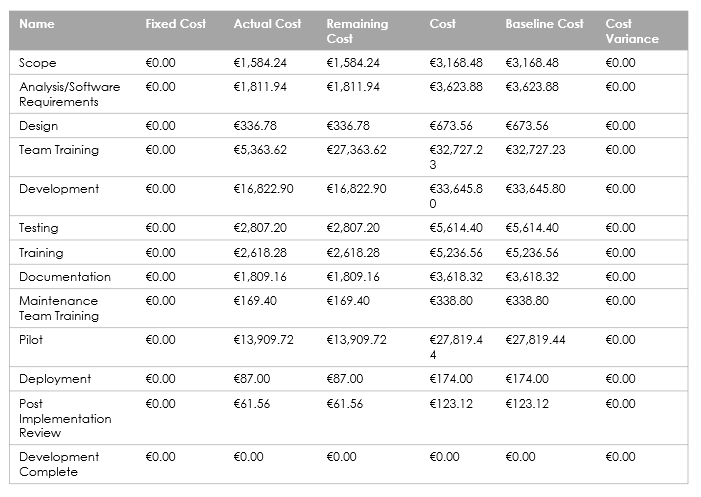 Name Fixed Cost Actual Cost Remaining Cost Cost Baseline Cost Cost Variance
Scope €0.00 €1,584.24 €1,584.24 €3,168.48 €3,168.48 €0.00
Analysis/Software Requirements €0.00 €1,811.94 €1,811.94 €3,623.88 €3,623.88 €0.00
Design €0.00 €336.78 €336.78 €673.56 €673.56 €0.00
Team Training €0.00 €5,363.62 €27,363.62 €32,727.23 €32,727.23 €0.00
Development €0.00 €16,822.90 €16,822.90 €33,645.80 €33,645.80 €0.00
Testing €0.00 €2,807.20 €2,807.20 €5,614.40 €5,614.40 €0.00
Training €0.00 €2,618.28 €2,618.28 €5,236.56 €5,236.56 €0.00
Documentation €0.00 €1,809.16 €1,809.16 €3,618.32 €3,618.32 €0.00
Maintenance Team Training €0.00 €169.40 €169.40 €338.80 €338.80 €0.00
Pilot €0.00 €13,909.72 €13,909.72 €27,819.44 €27,819.44 €0.00
Deployment €0.00 €87.00 €87.00 €174.00 €174.00 €0.00
Post Implementation Review €0.00 €61.56 €61.56 €123.12 €123.12 €0.00
Development Complete €0.00 €0.00 €0.00 €0.00 €0.00 €0.00